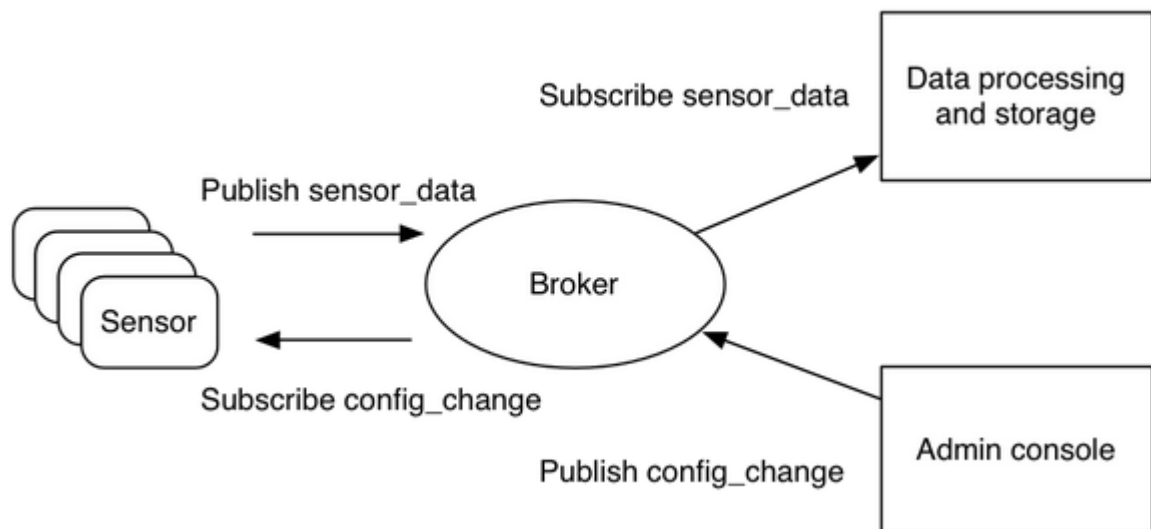 Data processing
and storage
Subscribe sensor_data
Publish sensor_data
Broker
Sensor
Subscribe config_change
Admin console
Publish config_change